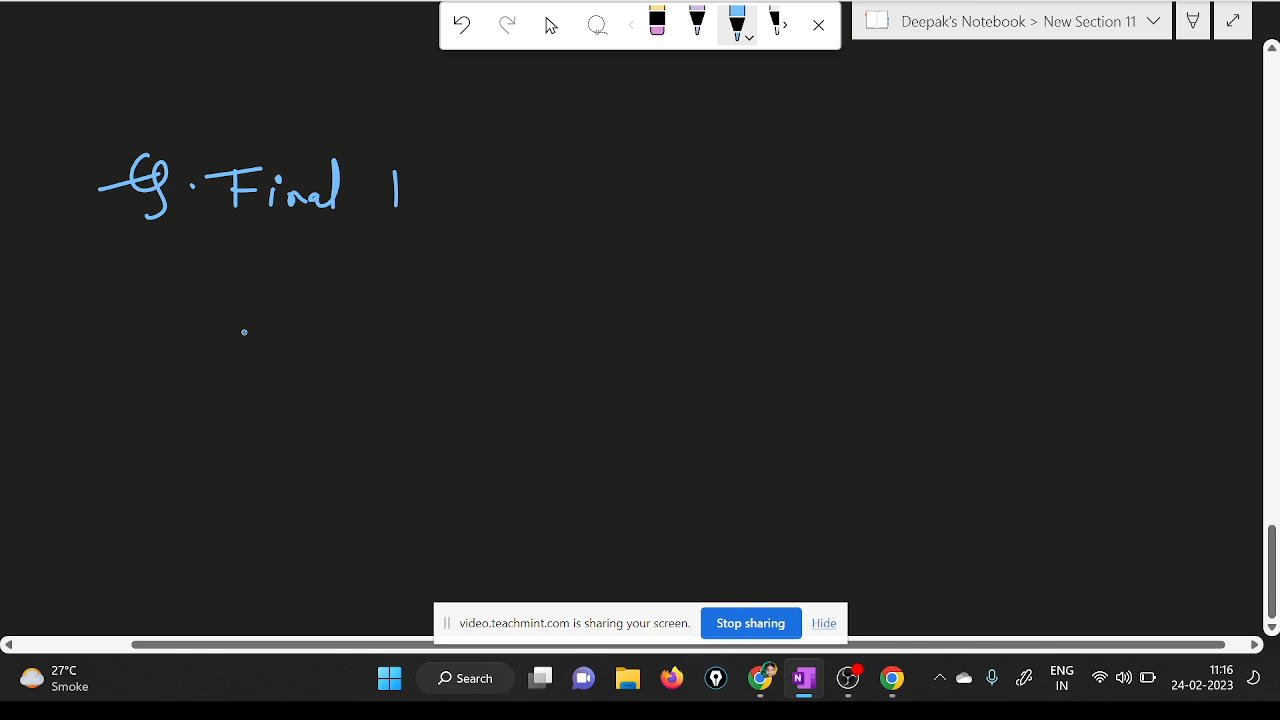 Deepak's Notebook > New Section 11
Q. Final 1
video.teachmint.com is sharing your screen.
Stop sharing
Hide
27°C
Smoke
Search
ENG
IN
11:16
24-02-2023